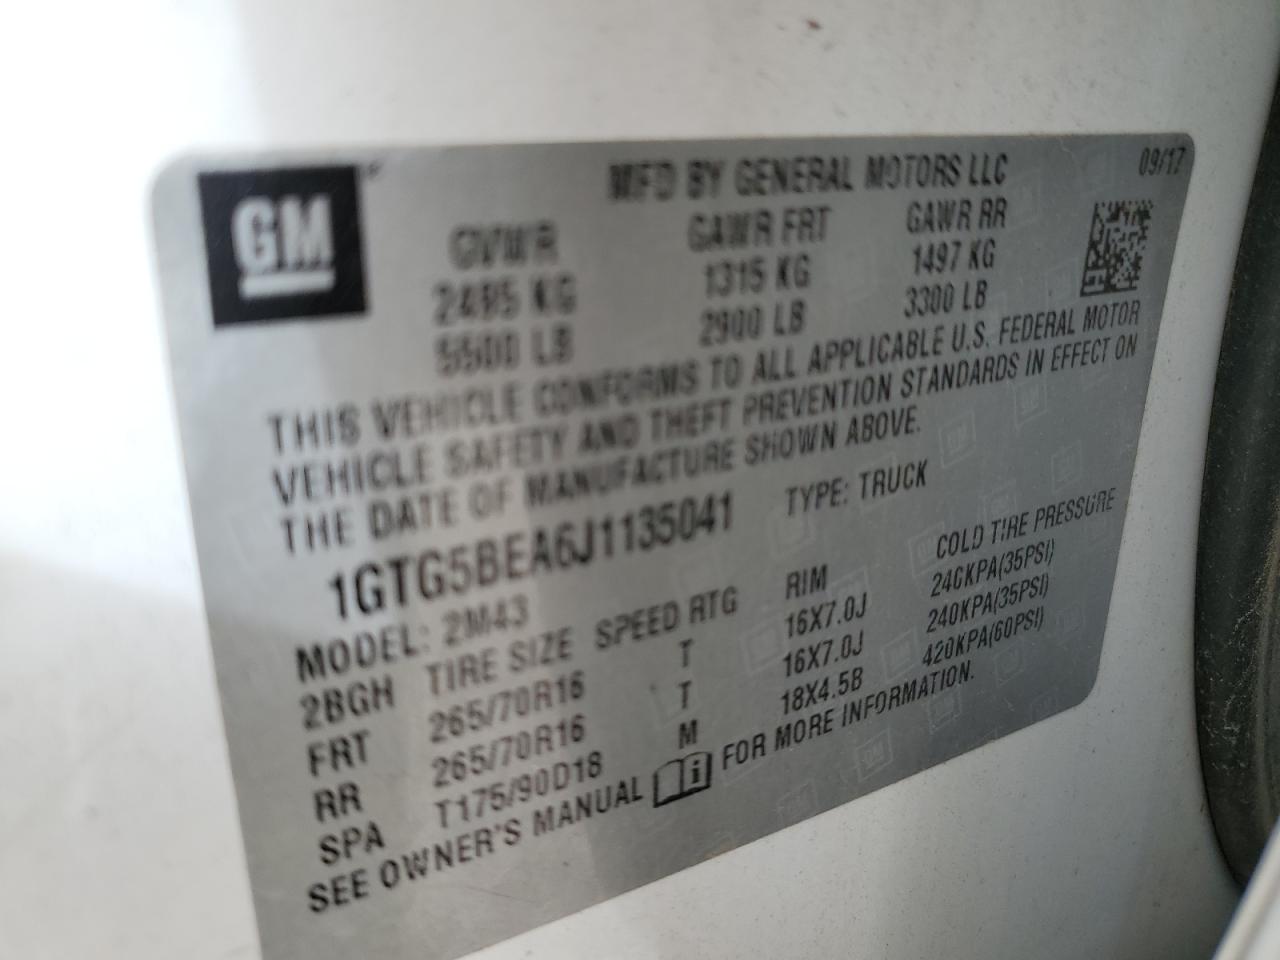 GM
MFD BY GENERAL MOTORS LLC 09/17
GVWR GAWR FRT GAWR RR
2495 KG 1315 KG 1497 KG
5500 LB 2900 LB 3300 LB
THIS VEHICLE CONFORMS TO ALL APPLICABLE U.S. FEDERAL MOTOR
VEHICLE SAFETY AND THEFT PREVENTION STANDARDS IN EFFECT ON
THE DATE OF MANUFACTURE SHOWN ABOVE.
1GTG5BEA6J1135041 TYPE: TRUCK
MODEL: 2M43
2BGH TIRE SIZE SPEED RTG RIM COLD TIRE PRESSURE
FRT 265/70R16 T 16X7.0J 240KPA(35PSI)
RR 265/70R16 T 16X7.0J 240KPA(35PSI)
SPA T175/90D18 M 18X4.5B 420KPA(60PSI)
SEE OWNER'S MANUAL FOR MORE INFORMATION.